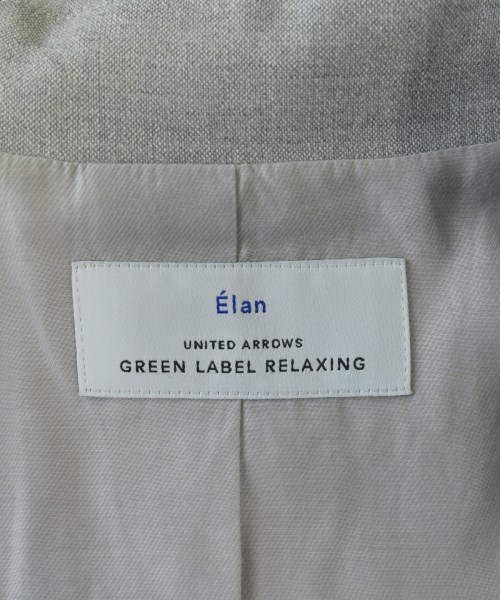 Élan
UNITED ARROWS
GREEN LABEL RELAXING